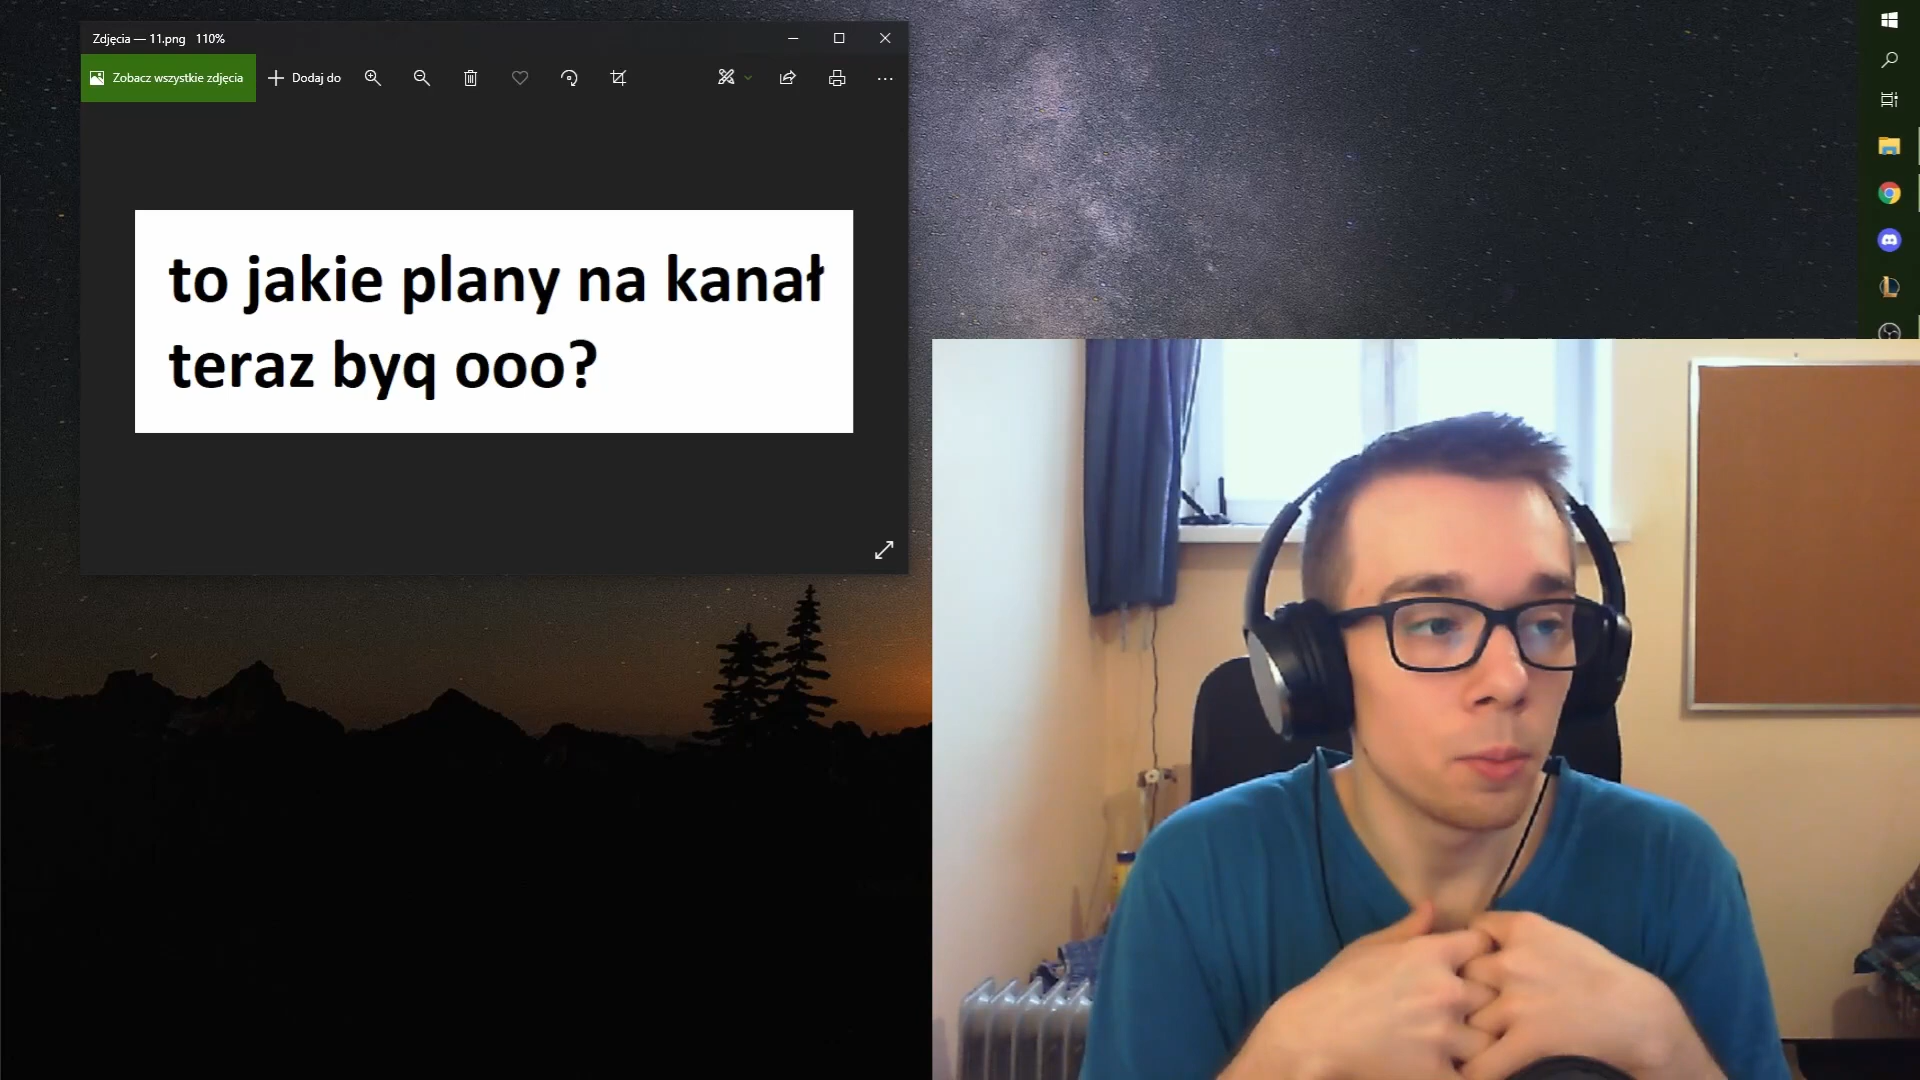 Zdjęcia — 11.png 110%
Zobacz wszystkie zdjęcia
Dodaj do
to jakie plany na kanał
teraz byq ooo?